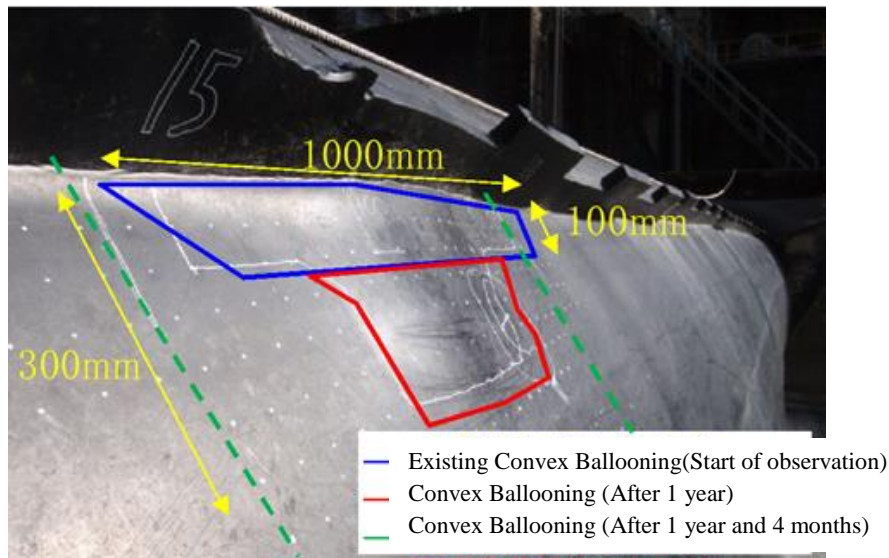 15
1000mm
100mm
300mm
Existing Convex Ballooning(Start of observation)
Convex Ballooning (After 1 year)
Convex Ballooning (After 1 year and 4 months)